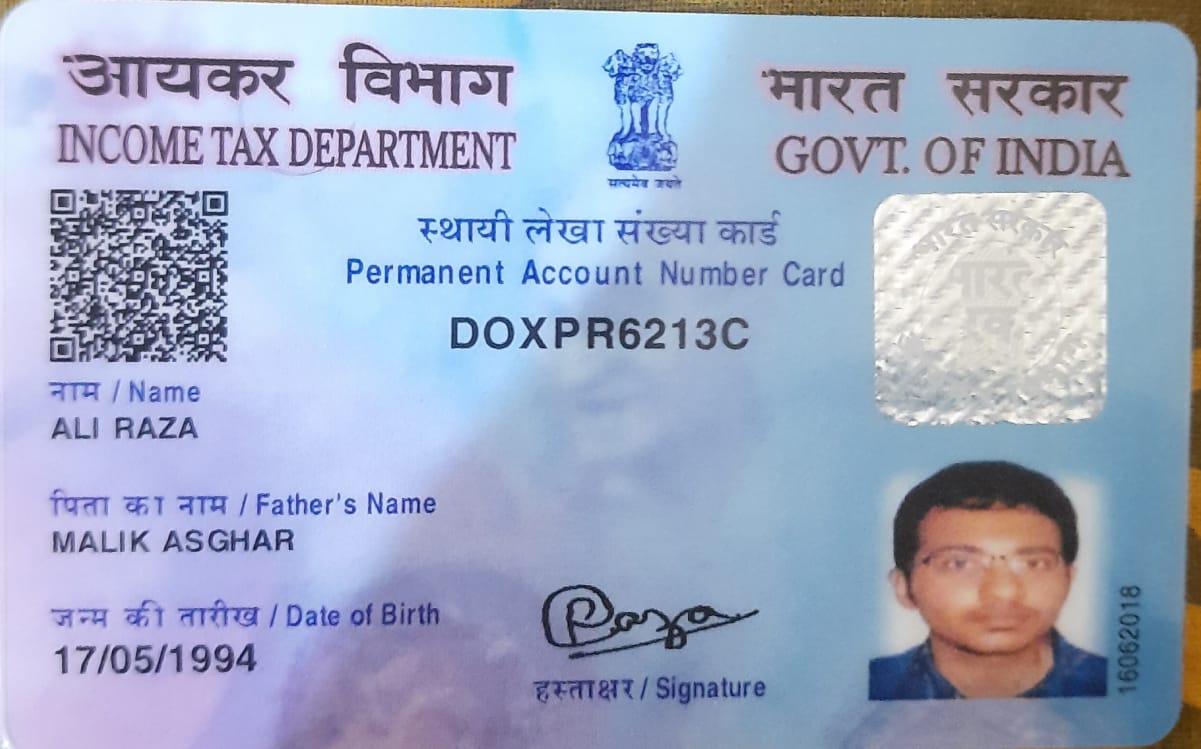 आयकर विभाग
INCOME TAX DEPARTMENT
सत्यमेव जयते
भारत सरकार
GOVT. OF INDIA
स्थायी लेखा संख्या कार्ड
Permanent Account Number Card
DOXPR6213C
भारत सरकार
नाम / Name
ALI RAZA
पिता का नाम / Father's Name
MALIK ASGHAR
जन्म की तारीख / Date of Birth
17/05/1994
Raza
हस्ताक्षर / Signature
16062018